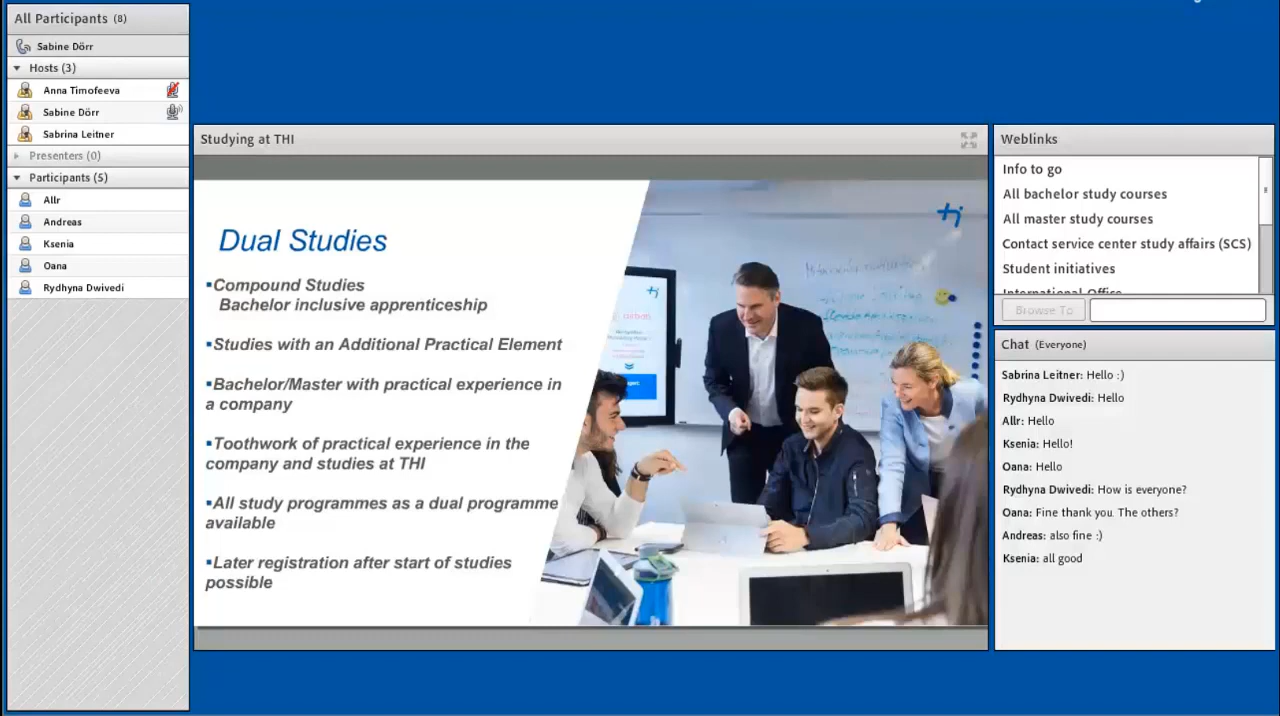 All Participants (8)
Sabine Dörr
Hosts (3)
Anna Timofeeva
Sabine Dörr
Sabrina Leitner
Presenters (0)
Participants (5)
Allr
Andreas
Ksenia
Oana
Rydhyna Dwivedi
Studying at THI
Dual Studies
▪Compound Studies
Bachelor inclusive apprenticeship
▪Studies with an Additional Practical Element
▪Bachelor/Master with practical experience in
a company
▪Toothwork of practical experience in the
company and studies at THI
▪All study programmes as a dual programme
available
▪Later registration after start of studies
possible
Weblinks
Info to go
All bachelor study courses
All master study courses
Contact service center study affairs (SCS)
Student initiatives
International Office
Browse To
Chat (Everyone)
Sabrina Leitner: Hello :)
Rydhyna Dwivedi: Hello
Allr: Hello
Ksenia: Hello!
Oana: Hello
Rydhyna Dwivedi: How is everyone?
Oana: Fine thank you. The others?
Andreas: also fine :)
Ksenia: all good